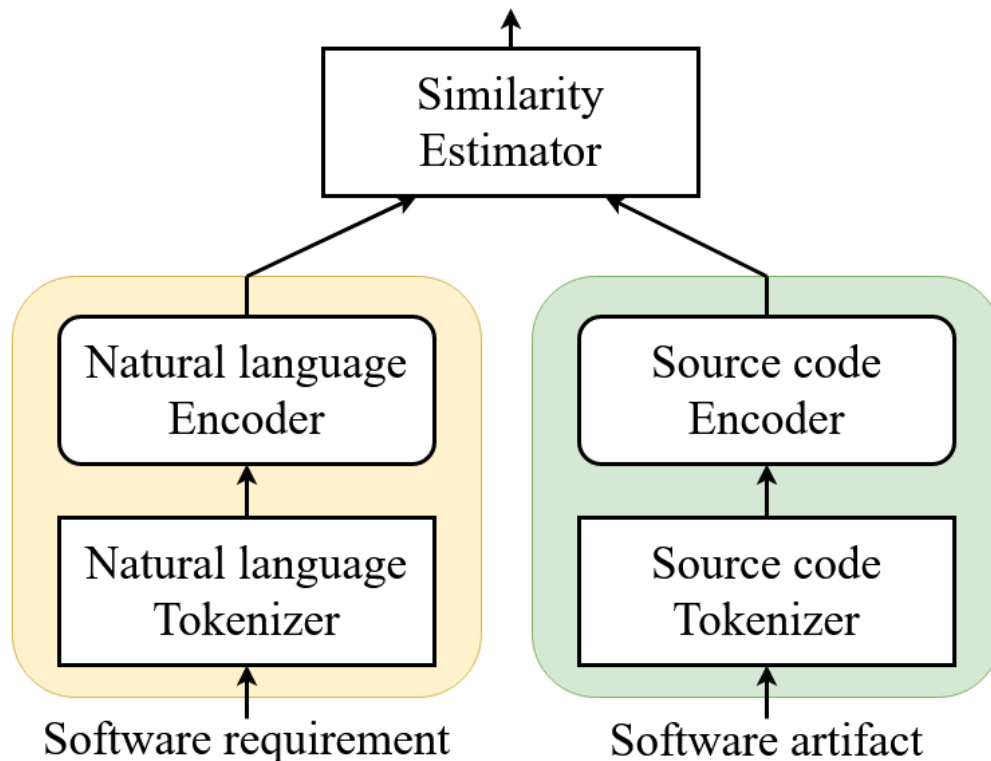 Similarity
Estimator
Natural language
Encoder
Source code
Encoder
Natural language
Tokenizer
Source code
Tokenizer
Software requirement
Software artifact